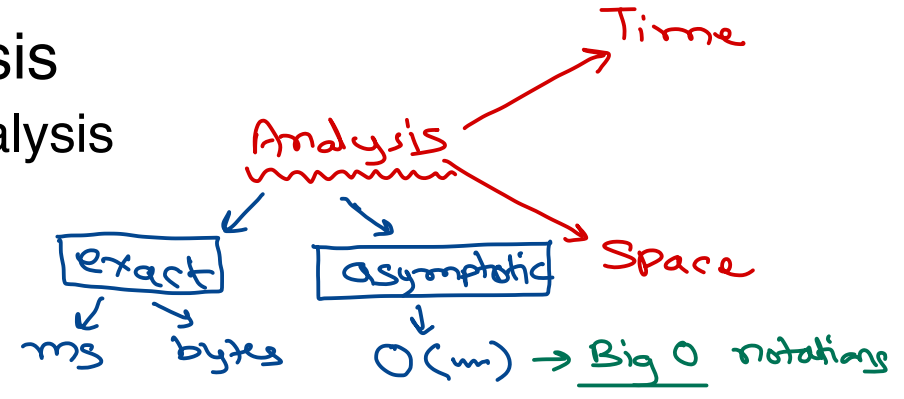 Time
sis
alysis
Analysis
exact
asymptotic
Space
ms bytes O( ) → Big O notations